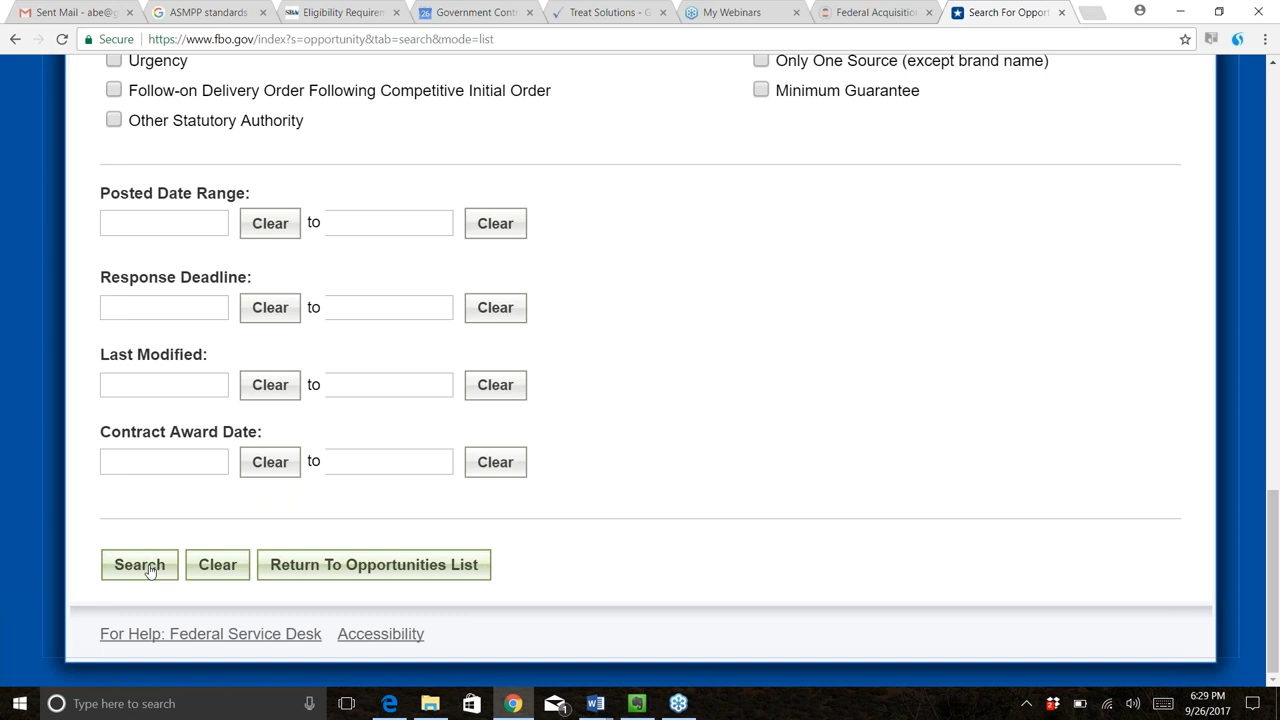 Sent Mail - abe@g
ASMPP standards
Eligibility Require
Government Cont
Treat Solutions - G
My Webinars
Federal Acquisitio
Search For Opport
Secure
https://www.fbo.gov/index?s=opportunity&tab=search&mode=list
Urgency
Only One Source (except brand name)
Follow-on Delivery Order Following Competitive Initial Order
Minimum Guarantee
Other Statutory Authority
Posted Date Range:
Clear to Clear
Response Deadline:
Clear to Clear
Last Modified:
Clear to Clear
Contract Award Date:
Clear to Clear
Search Clear Return To Opportunities List
For Help: Federal Service Desk Accessibility
Type here to search
6:29 PM
9/26/2017